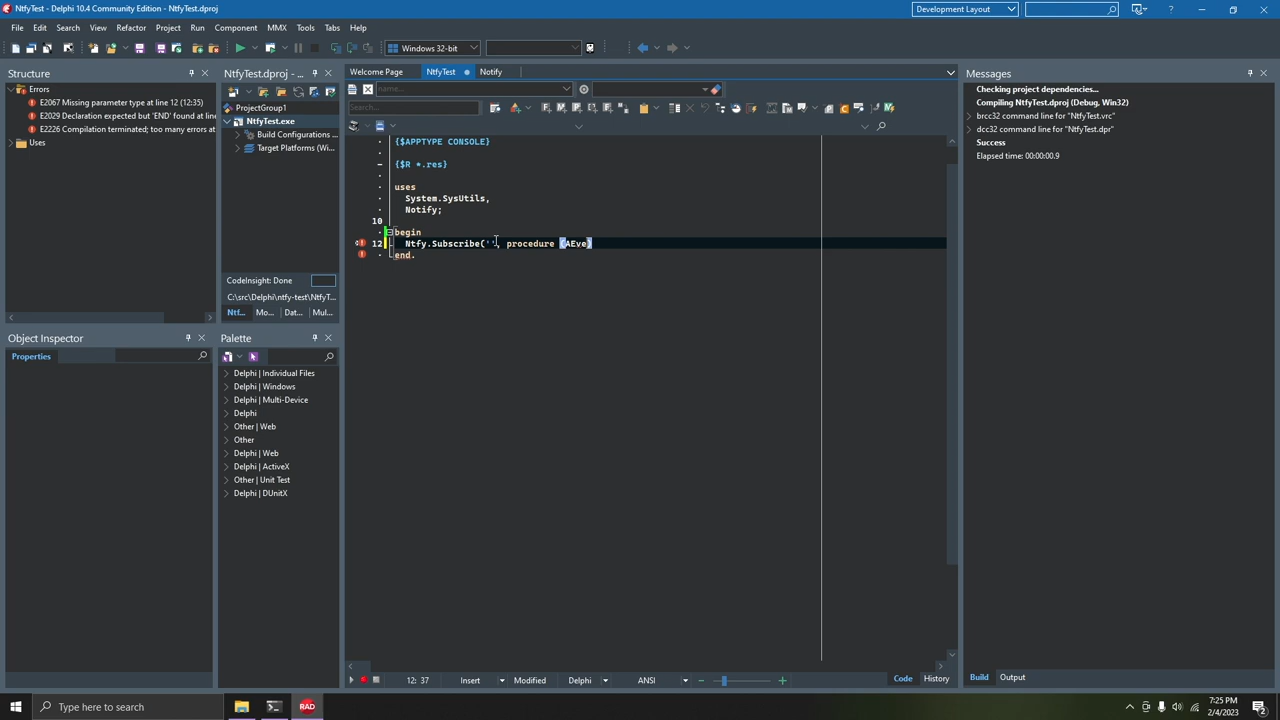 NtfyTest - Delphi 10.4 Community Edition - NtfyTest.dproj
Development Layout
File Edit Search View Refactor Project Run Component MMX Tools Tabs Help
Windows 32-bit
Structure
Errors
E2067 Missing parameter type at line 12 (12:35)
E2029 Declaration expected but 'END' found at line
E2226 Compilation terminated; too many errors at
Uses
NtfyTest.dproj - ...
ProjectGroup1
NtfyTest.exe
Build Configurations ...
Target Platforms (Wi...
CodeInsight: Done
C:\src\Delphi\ntfy-test\NtfyT...
Ntf... Mo... Dat... Mul...
Object Inspector
Properties
Palette
Delphi | Individual Files
Delphi | Windows
Delphi | Multi-Device
Delphi
Other | Web
Other
Delphi | Web
Delphi | ActiveX
Other | Unit Test
Delphi | DUnitX
Welcome Page NtfyTest Notify
name...
Search...
{$APPTYPE CONSOLE}
{$R *.res}
uses
System.SysUtils,
Notify;
10
begin
12 Ntfy.Subscribe('', procedure (AEve)
end.
12: 37 Insert Modified Delphi ANSI Code History
Messages
Checking project dependencies...
Compiling NtfyTest.dproj (Debug, Win32)
brcc32 command line for "NtfyTest.vrc"
dcc32 command line for "NtfyTest.dpr"
Success
Elapsed time: 00:00:00.9
Build Output
Type here to search
RAD
7:25 PM
2/4/2023
2